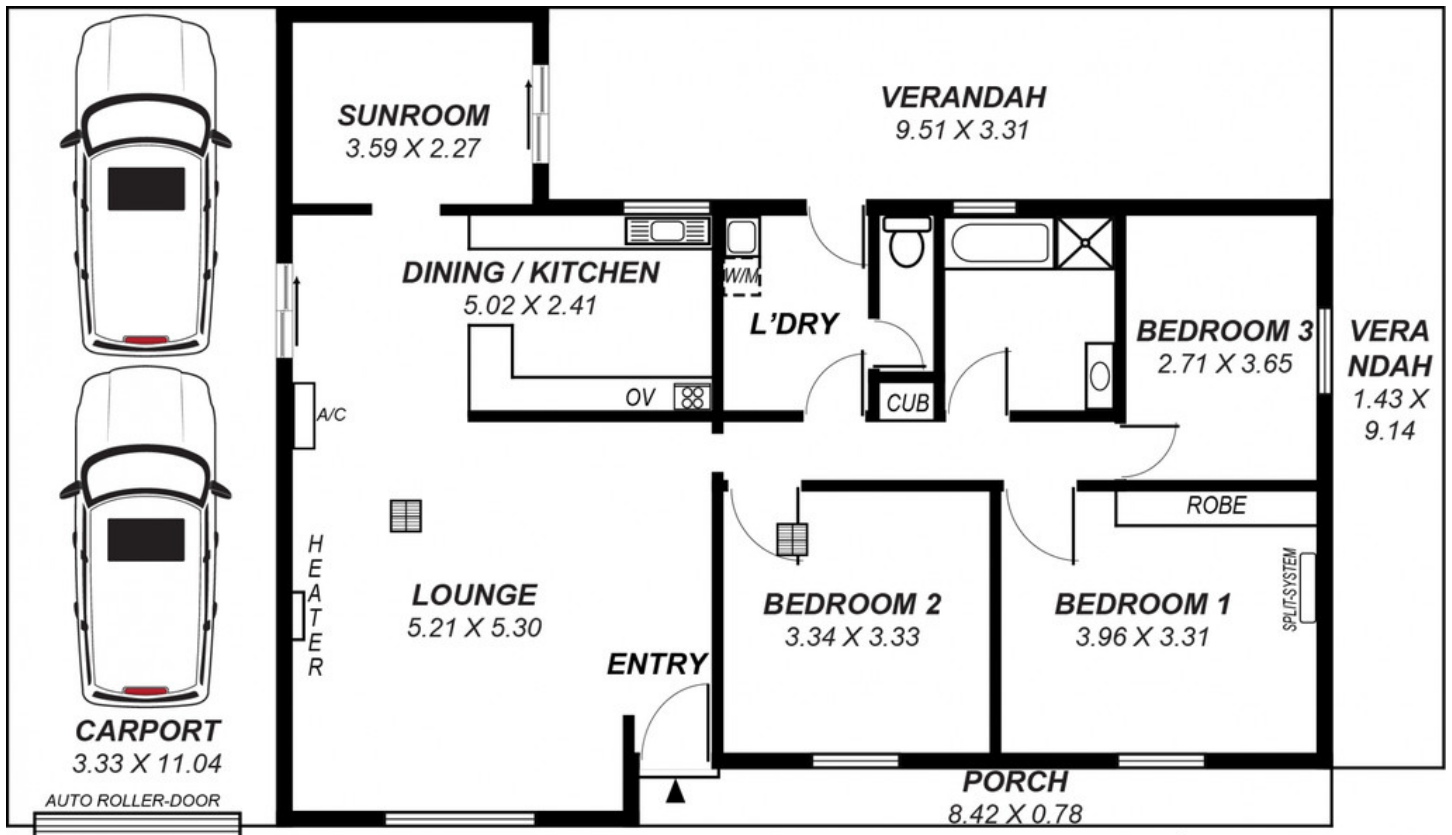 SUNROOM
3.59 X 2.27
VERANDAH
9.51 X 3.31
DINING / KITCHEN
5.02 X 2.41
W/M
L'DRY
BEDROOM 3
2.71 X 3.65
VERA
NDAH
1.43 X
9.14
A/C
OV
CUB
ROBE
HEATER
LOUNGE
5.21 X 5.30
BEDROOM 2
3.34 X 3.33
BEDROOM 1
3.96 X 3.31
SPLIT-SYSTEM
ENTRY
CARPORT
3.33 X 11.04
AUTO ROLLER-DOOR
PORCH
8.42 X 0.78